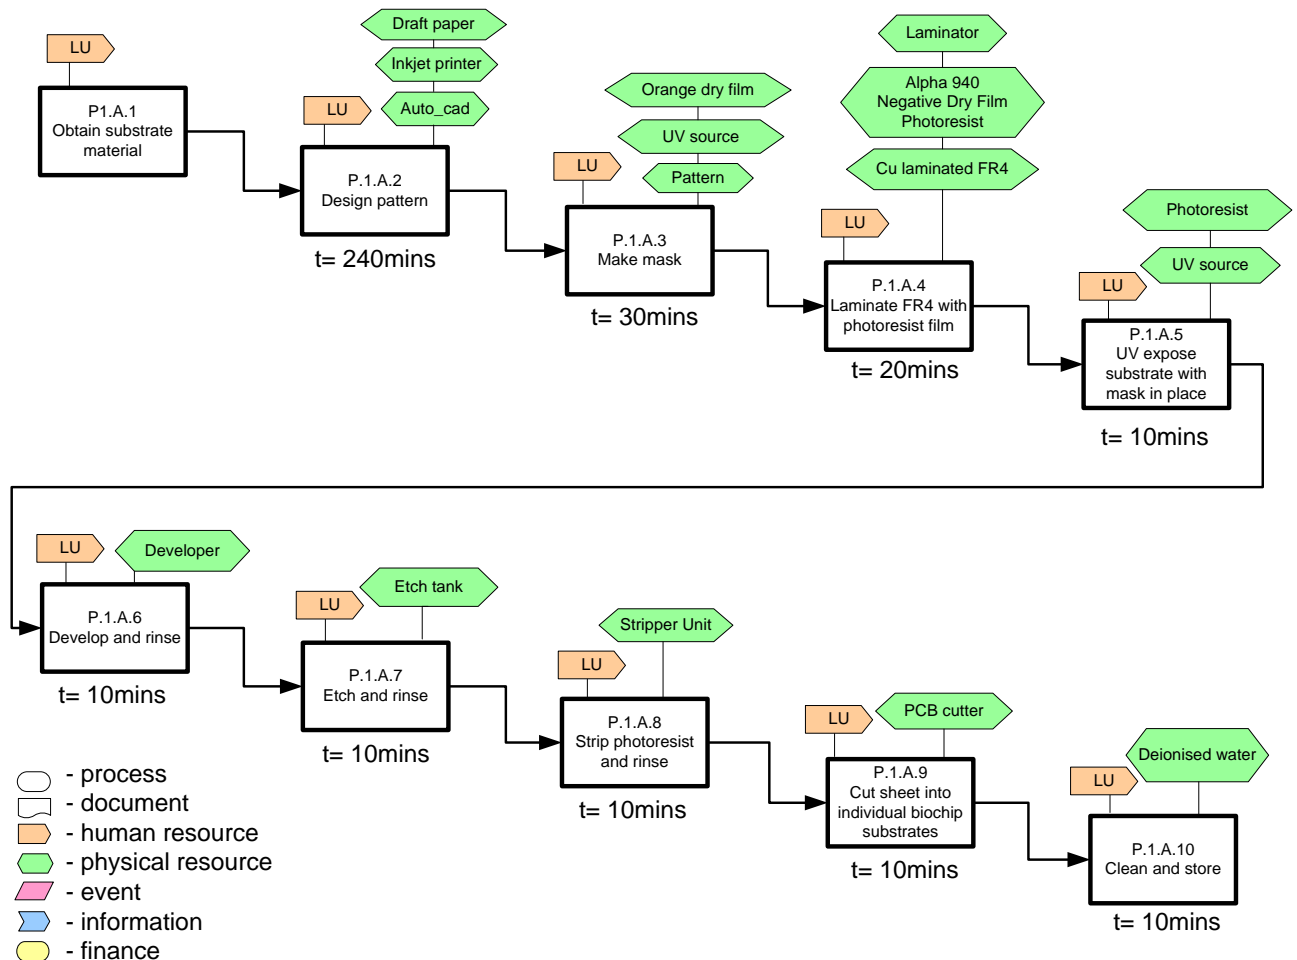 LU
P1.A.1
Obtain substrate
material
Draft paper
Inkjet printer
Auto_cad
LU
P.1.A.2
Design pattern
t= 240mins
Orange dry film
UV source
Pattern
LU
P.1.A.3
Make mask
t= 30mins
Laminator
Alpha 940
Negative Dry Film
Photoresist
Cu laminated FR4
LU
P.1.A.4
Laminate FR4 with
photoresist film
t= 20mins
Photoresist
UV source
LU
P.1.A.5
UV expose
substrate with
mask in place
t= 10mins
LU
Developer
P.1.A.6
Develop and rinse
t= 10mins
LU
Etch tank
P.1.A.7
Etch and rinse
t= 10mins
Stripper Unit
LU
P.1.A.8
Strip photoresist
and rinse
t= 10mins
PCB cutter
LU
P.1.A.9
Cut sheet into
individual biochip
substrates
t= 10mins
Deionised water
LU
P.1.A.10
Clean and store
t= 10mins
- process
- document
- human resource
- physical resource
- event
- information
- finance